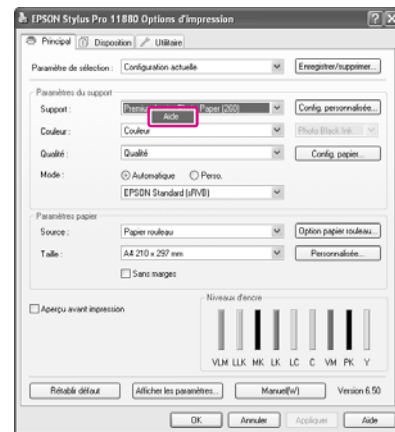 EPSON Stylus Pro 11880 Options d'impression
Principal Disposition Utilitaire
Paramètre de sélection : Configuration actuelle Enregistrer/supprimer...
Paramètres du support
Support : Paper (260) Config. personnalisée...
Aide
Couleur : Couleur Photo Black Ink
Qualité : Qualité Config. papier...
Mode : Automatique Perso.
EPSON Standard (sRVB)
Paramètres papier
Source : Papier rouleau Option papier rouleau...
Taille : A4 210 x 297 mm Personnalisée...
Sans marges
Niveaux d'encre
Aperçu avant impression
VLM LLK MK LK LC C VM PK Y
Rétabli défaut Afficher les paramètres... Manuel(W) Version 6.50
OK Annuler Appliquer Aide